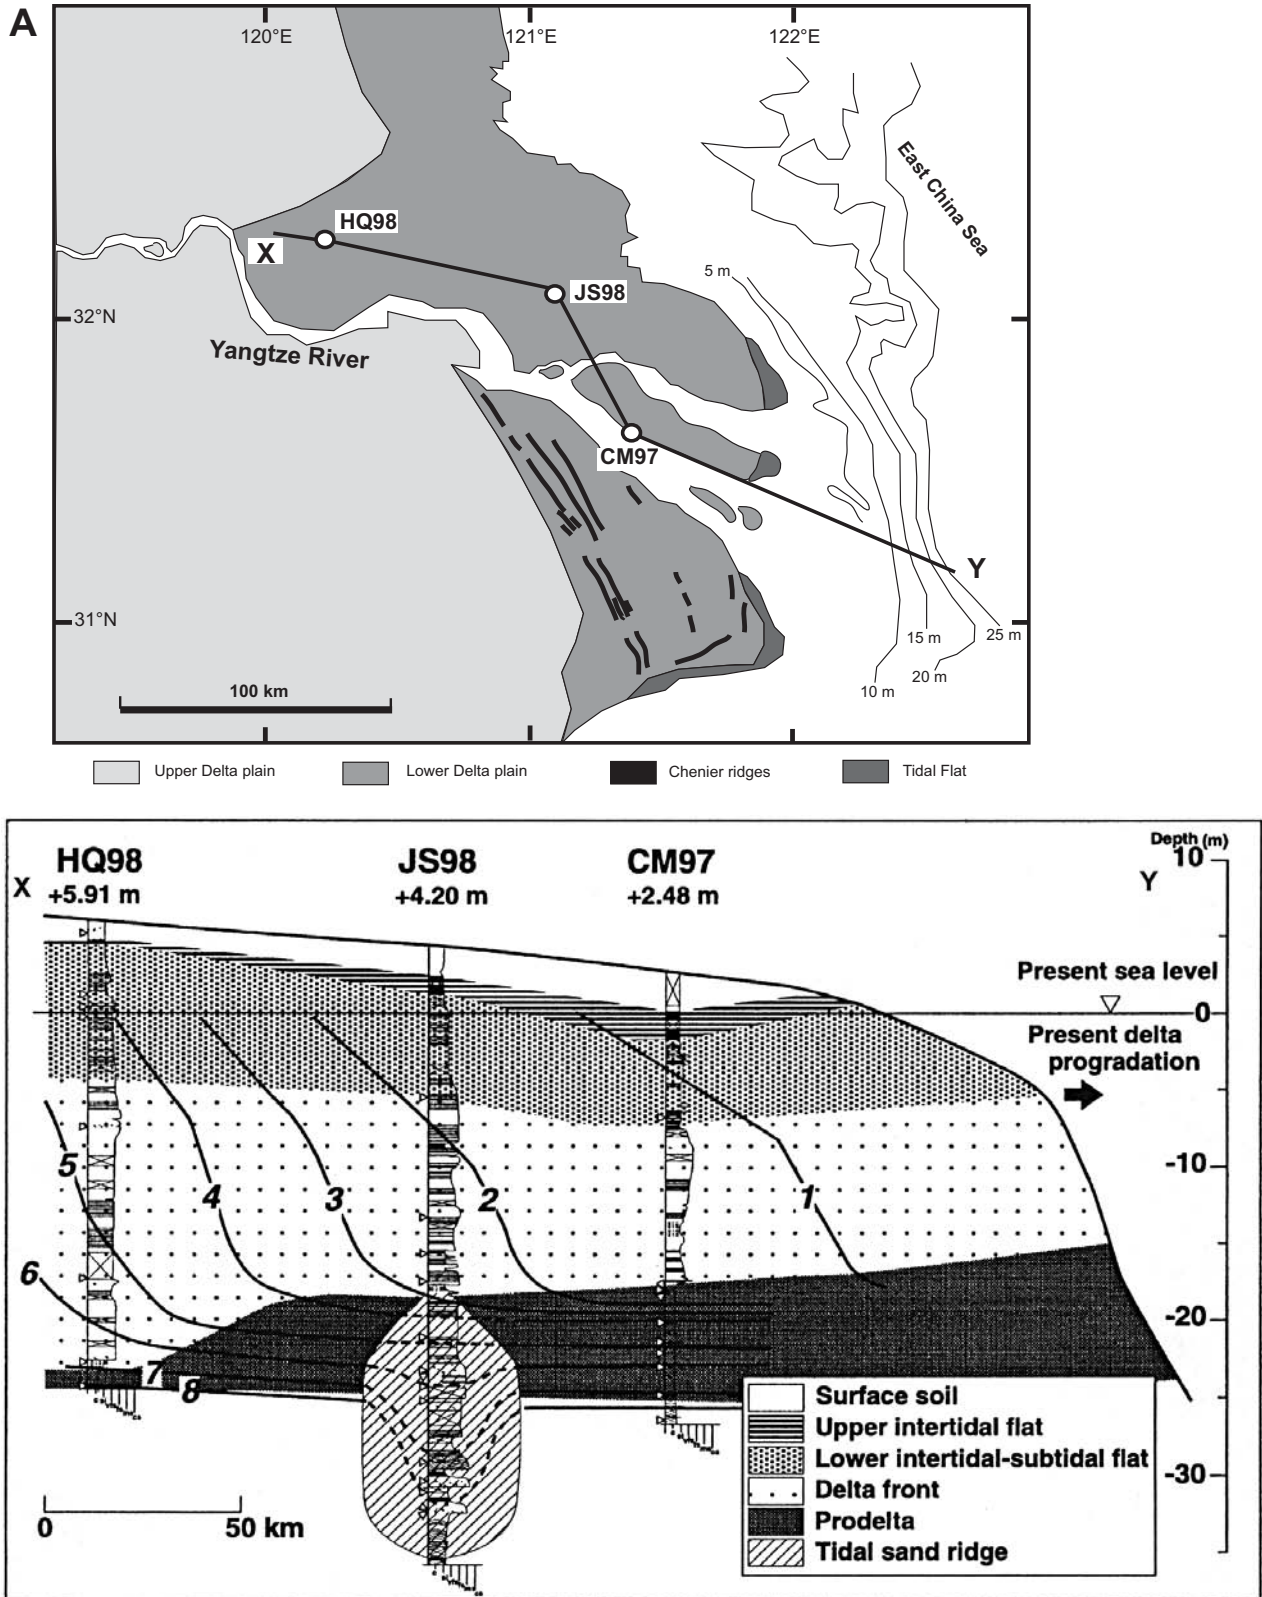 A
120°E
121°E
122°E
East China Sea
HQ98
X
JS98
5 m
32°N
Yangtze River
CM97
Y
31°N
15 m
25 m
20 m
10 m
100 km
Upper Delta plain
Lower Delta plain
Chenier ridges
Tidal Flat
HQ98
JS98
CM97
Depth (m)
X
+5.91 m
+4.20 m
+2.48 m
Y
10
Present sea level
0
Present delta
progradation
5
4
3
2
1
-10
6
7
8
-20
-30
Surface soil
Upper intertidal flat
Lower intertidal-subtidal flat
Delta front
Prodelta
Tidal sand ridge
0
50 km